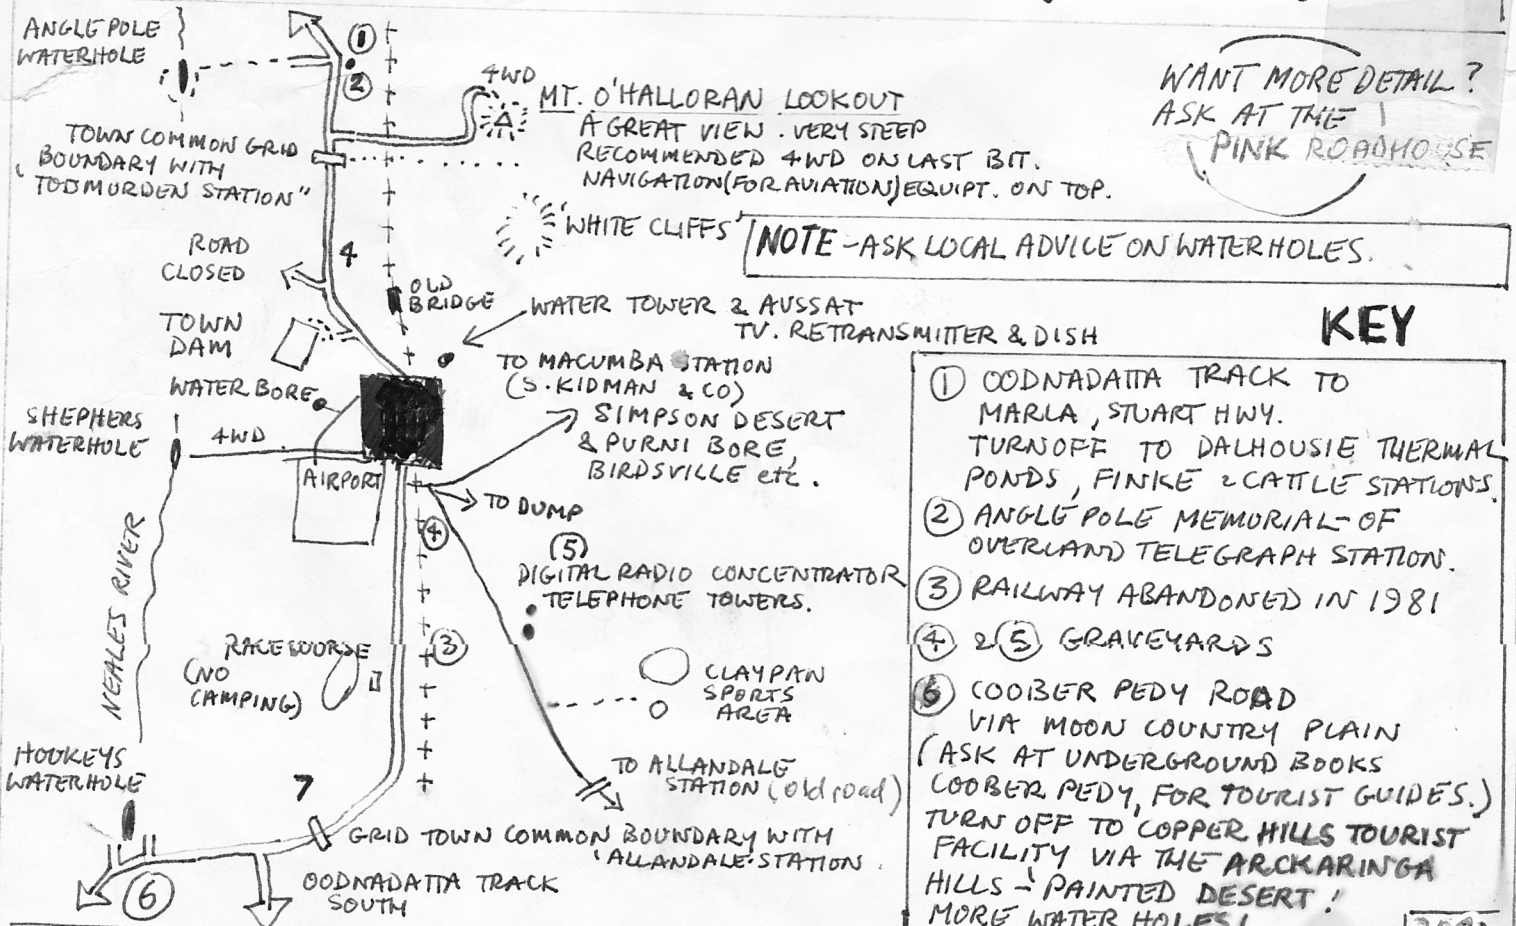 ANGLE POLE
WATERHOLE
1
2
4WD
MT. O'HALLORAN LOOKOUT
A GREAT VIEW. VERY STEEP
RECOMMENDED 4WD ON LAST BIT.
NAVIGATION (FOR AVIATION) EQUIPT. ON TOP.
WANT MORE DETAIL?
ASK AT THE
PINK ROADHOUSE
TOWN COMMON GRID
BOUNDARY WITH
"TODMORDEN STATION"
'WHITE CLIFFS'
NOTE - ASK LOCAL ADVICE ON WATERHOLES.
ROAD
CLOSED
4
OLD
BRIDGE
WATER TOWER & AUSSAT
TV. RETRANSMITTER & DISH
TOWN
DAM
WATER BORE
TO MACUMBA STATION
(S. KIDMAN & CO)
SIMPSON DESERT
& PURNI BORE,
BIRDSVILLE etc.
SHEPHERS
WATERHOLE
4WD
AIRPORT
TO DUMP
4
5
DIGITAL RADIO CONCENTRATOR
TELEPHONE TOWERS.
NEALES RIVER
RACECOURSE
(NO
CAMPING)
3
CLAYPAN
SPORTS
AREA
HOOKEYS
WATERHOLE
7
TO ALLANDALE
STATION (old road)
GRID TOWN COMMON BOUNDARY WITH
'ALLANDALE STATION
6
OODNADATTA TRACK
SOUTH
KEY
1 OODNADATTA TRACK TO
MARLA, STUART HWY.
TURNOFF TO DALHOUSIE THERMAL
PONDS, FINKE & CATTLE STATIONS.
2 ANGLE POLE MEMORIAL - OF
OVERLAND TELEGRAPH STATION.
3 RAILWAY ABANDONED IN 1981
4 & 5 GRAVEYARDS
6 COOBER PEDY ROAD
VIA MOON COUNTRY PLAIN
(ASK AT UNDERGROUND BOOKS
COOBER PEDY, FOR TOURIST GUIDES.)
TURN OFF TO COPPER HILLS TOURIST
FACILITY VIA THE ARCKARINGA
HILLS - 'PAINTED DESERT!
MORE WATER HOLES!